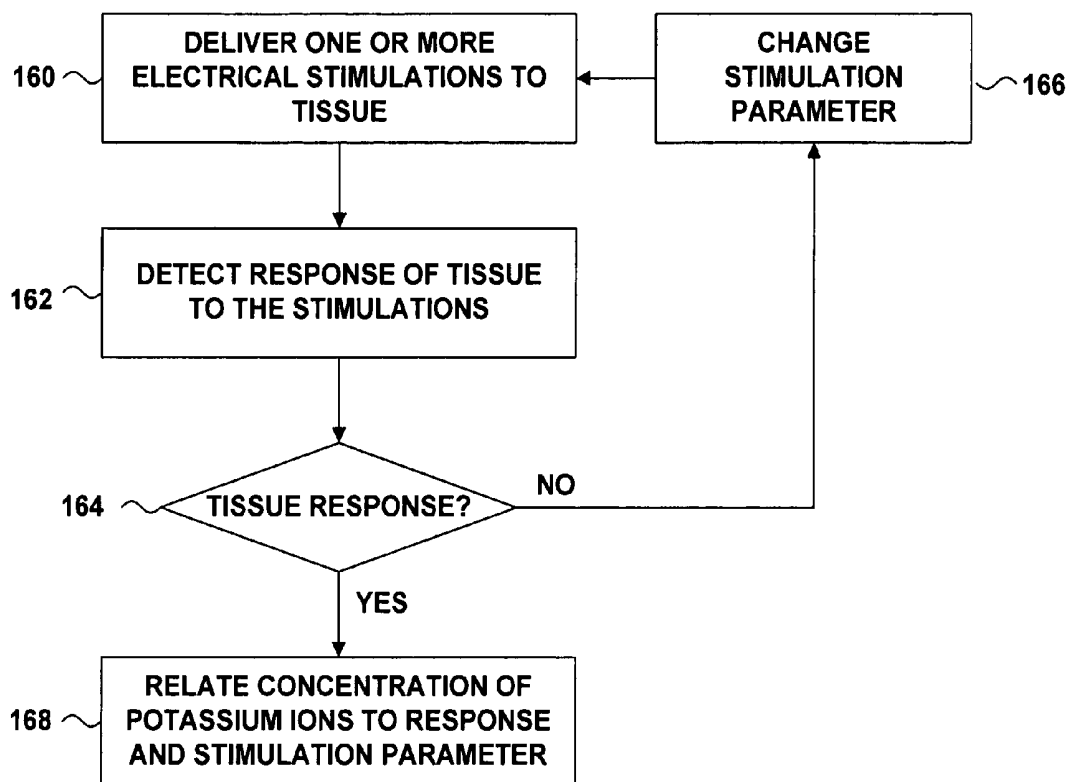 160
DELIVER ONE OR MORE
ELECTRICAL STIMULATIONS TO
TISSUE
CHANGE
STIMULATION
PARAMETER
166
162
DETECT RESPONSE OF TISSUE
TO THE STIMULATIONS
164
TISSUE RESPONSE?
NO
YES
168
RELATE CONCENTRATION OF
POTASSIUM IONS TO RESPONSE
AND STIMULATION PARAMETER